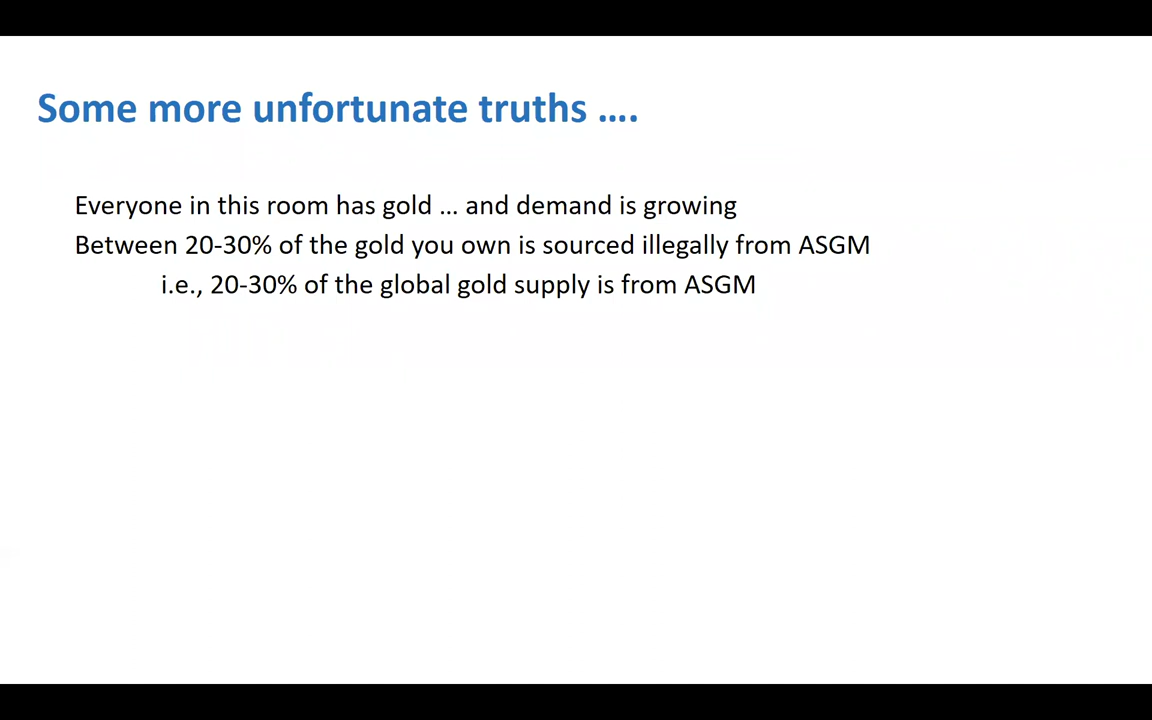 Some more unfortunate truths ....
Everyone in this room has gold ... and demand is growing
Between 20-30% of the gold you own is sourced illegally from ASGM
i.e., 20-30% of the global gold supply is from ASGM